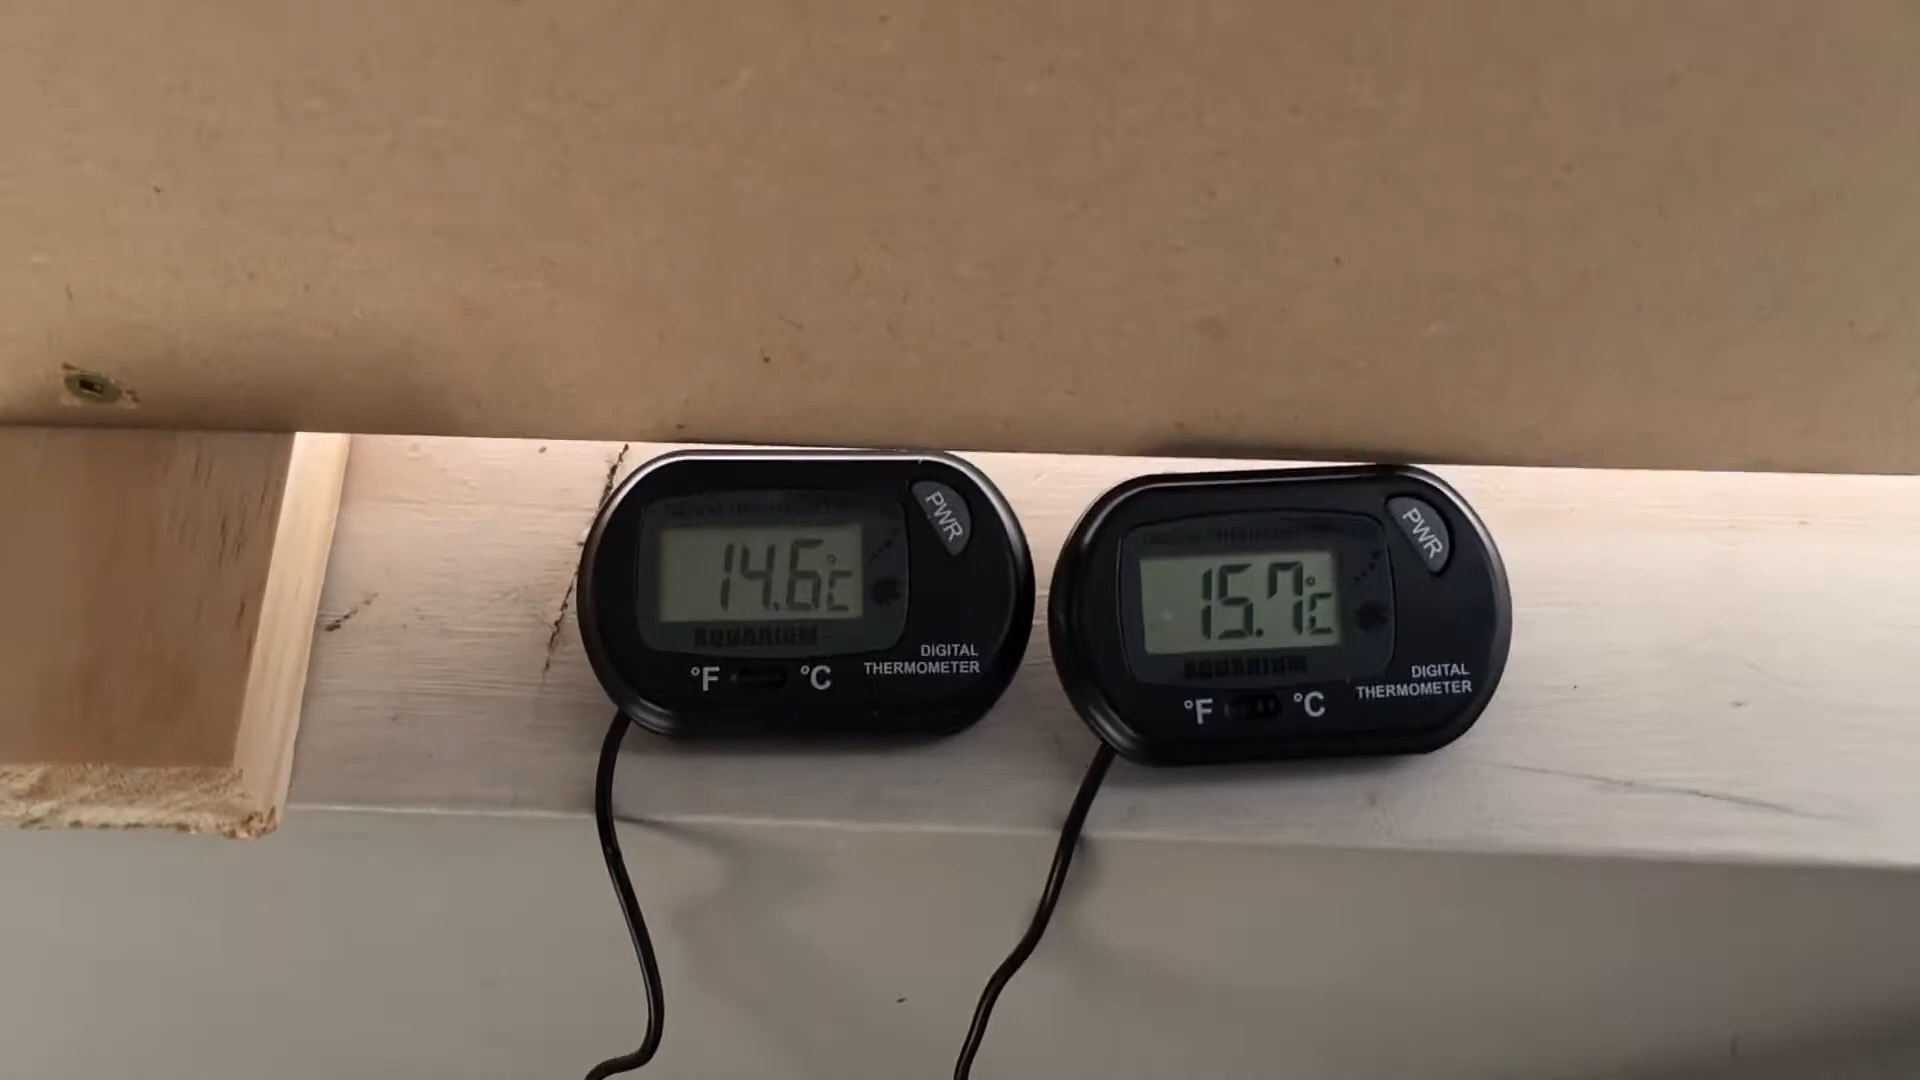 PWR
14.6°C
AQUARIUM
°F °C
DIGITAL
THERMOMETER
PWR
15.7°C
AQUARIUM
°F °C
DIGITAL
THERMOMETER